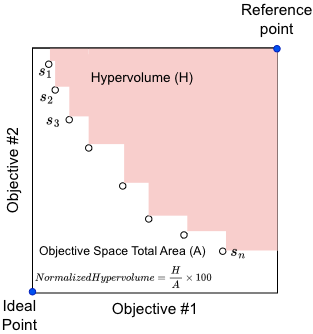 Reference
point
Hypervolume (H)
s1
s2
s3
Objective #2
sn
Objective Space Total Area (A)
NormalizedHypervolume = H/A × 100
Ideal
Point
Objective #1